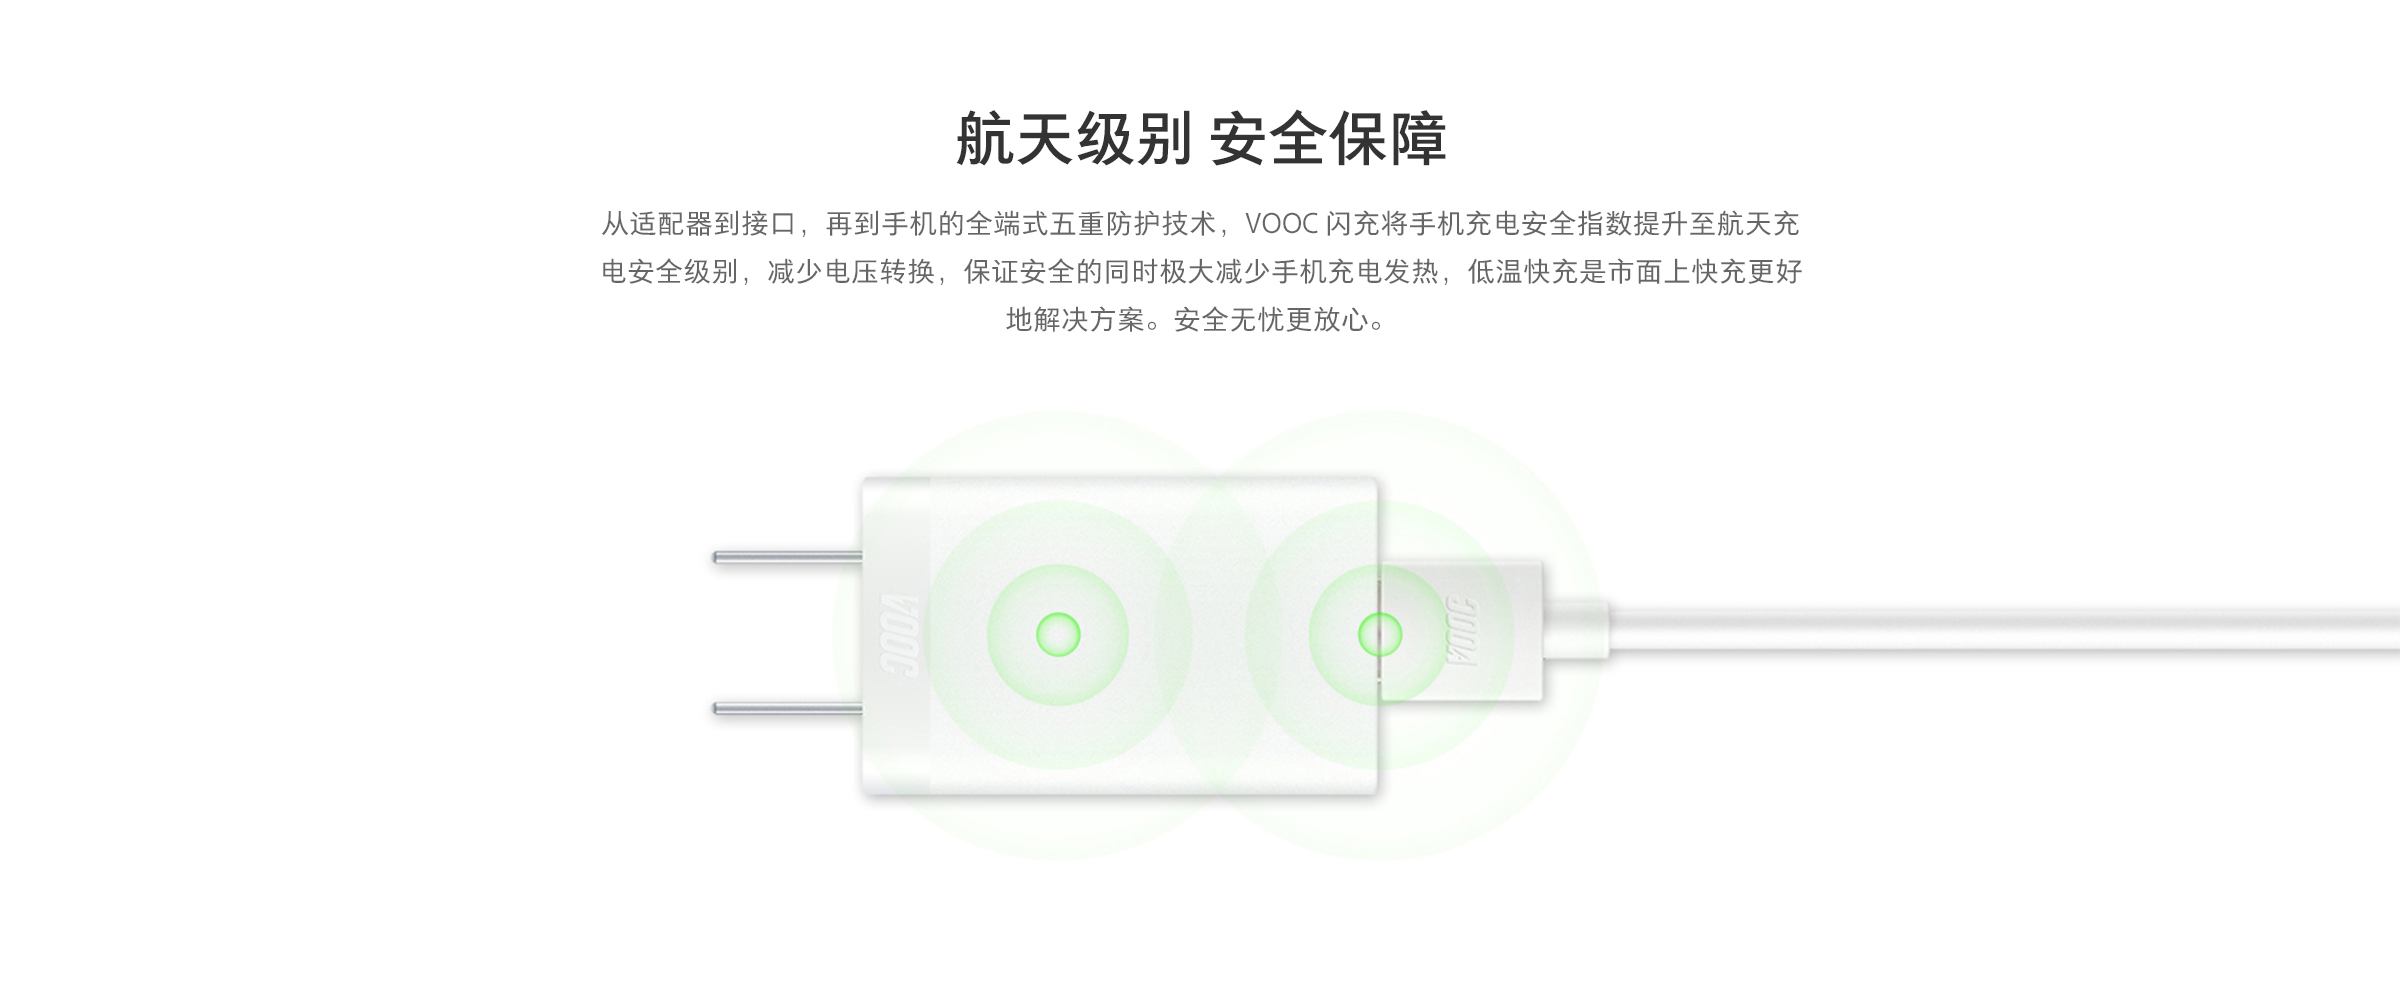 航天级别 安全保障
从适配器到接口，再到手机的全端式五重防护技术，VOOC 闪充将手机充电安全指数提升至航天充
电安全级别，减少电压转换，保证安全的同时极大减少手机充电发热，低温快充是市面上快充更好
地解决方案。安全无忧更放心。
VOOC
VOOC